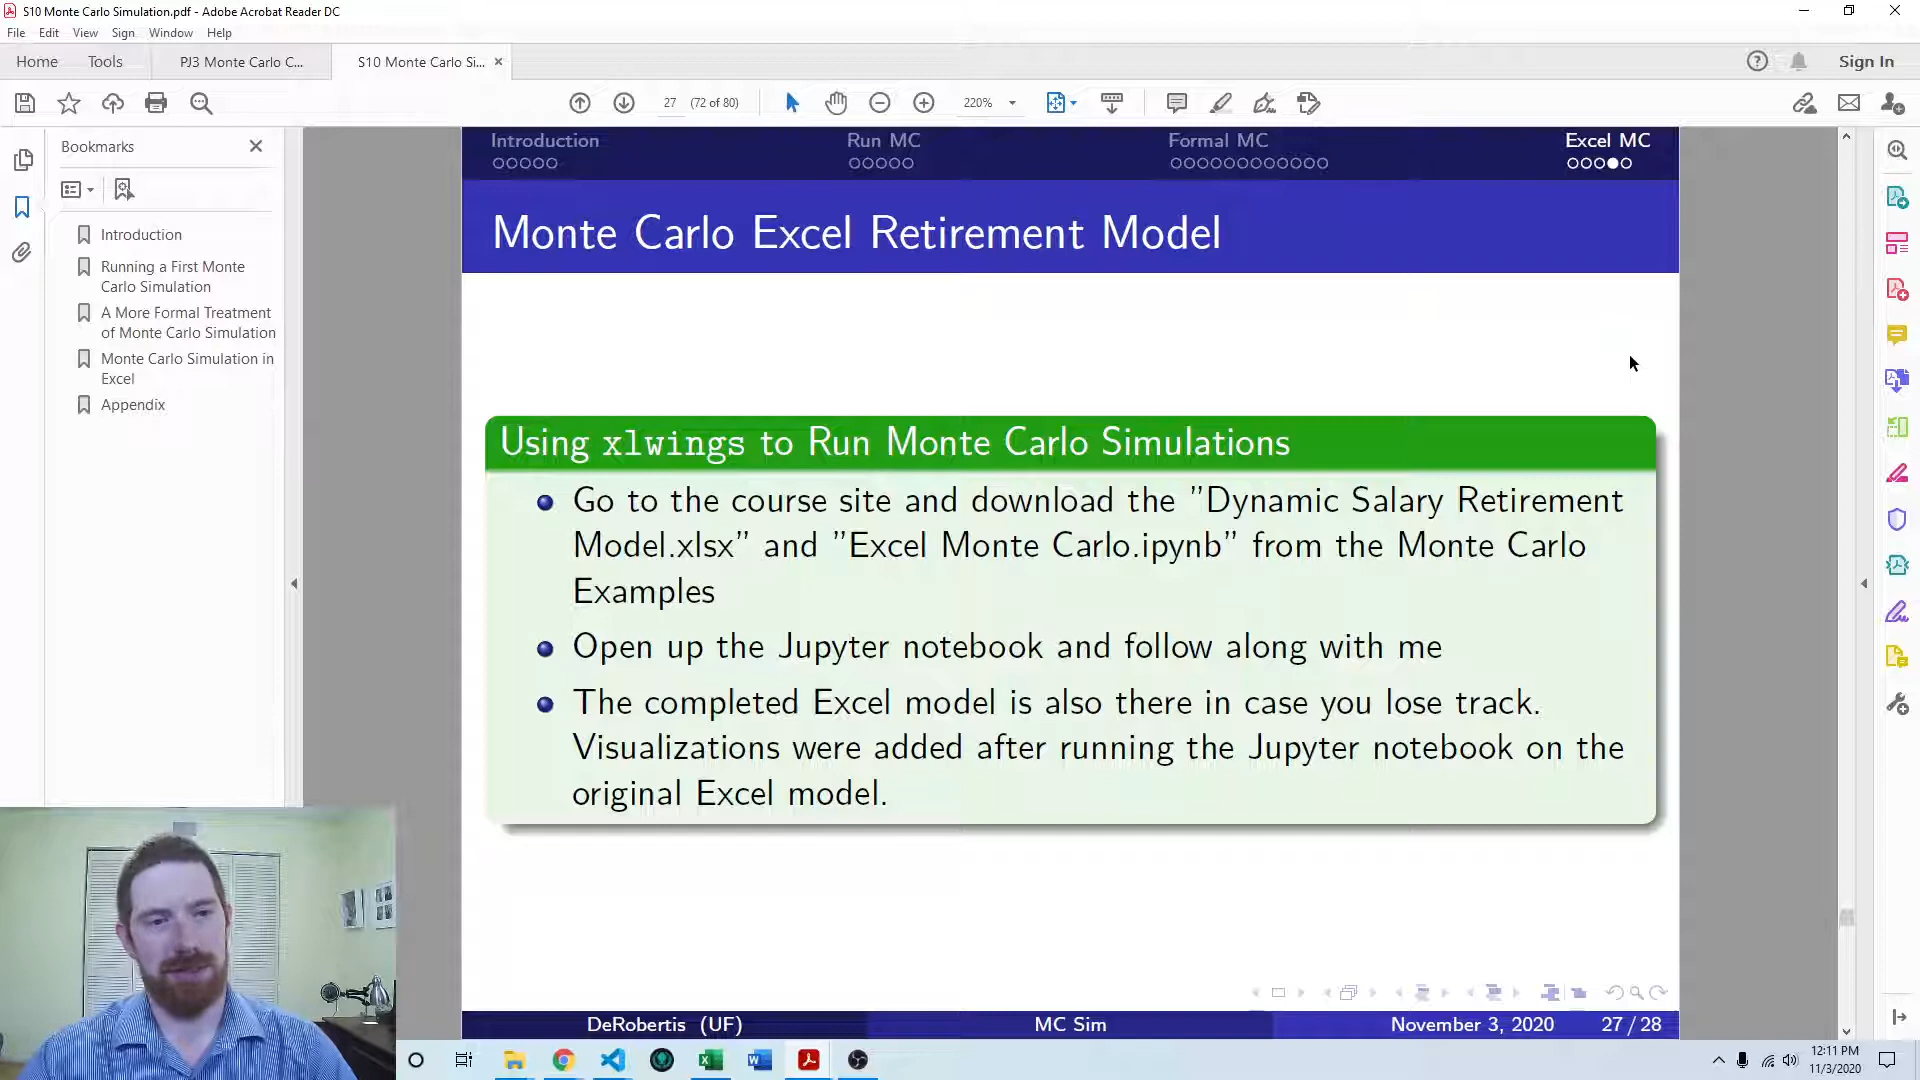 S10 Monte Carlo Simulation.pdf - Adobe Acrobat Reader DC
File Edit View Sign Window Help
Home Tools PJ3 Monte Carlo C... S10 Monte Carlo Si... Sign In
27 (72 of 80) 220%
Bookmarks
Introduction
Running a First Monte
Carlo Simulation
A More Formal Treatment
of Monte Carlo Simulation
Monte Carlo Simulation in
Excel
Appendix
Introduction Run MC Formal MC Excel MC
Monte Carlo Excel Retirement Model
Using xlwings to Run Monte Carlo Simulations
Go to the course site and download the ”Dynamic Salary Retirement
Model.xlsx” and ”Excel Monte Carlo.ipynb” from the Monte Carlo
Examples
Open up the Jupyter notebook and follow along with me
The completed Excel model is also there in case you lose track.
Visualizations were added after running the Jupyter notebook on the
original Excel model.
DeRobertis (UF) MC Sim November 3, 2020 27 / 28
12:11 PM
11/3/2020